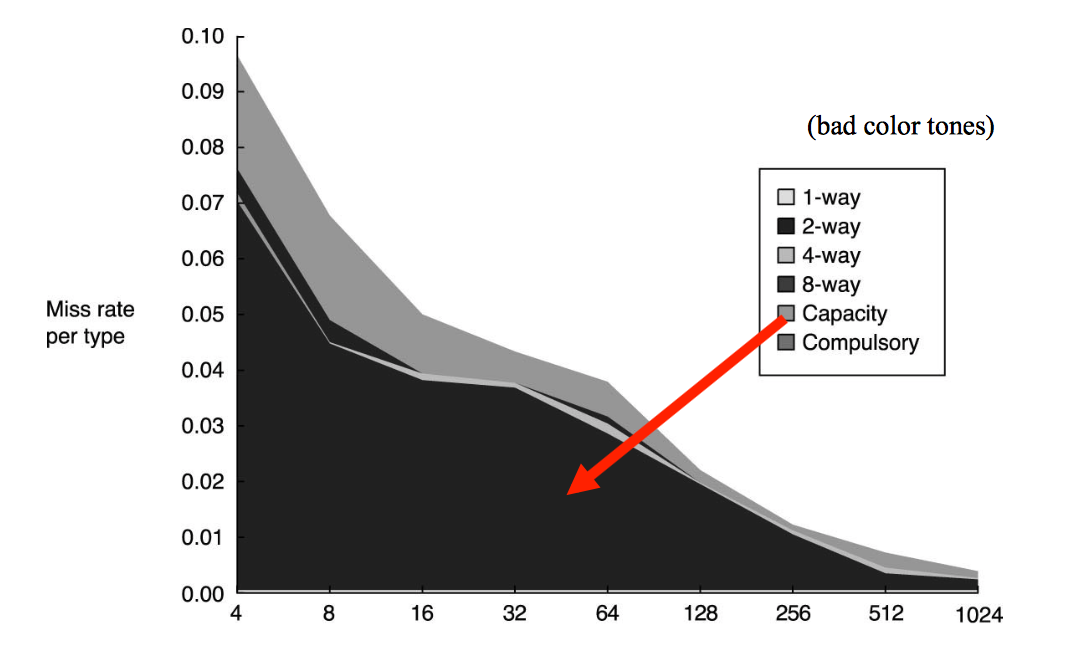 0.10
0.09
0.08
0.07
0.06
0.05
0.04
0.03
0.02
0.01
0.00
Miss rate
per type
(bad color tones)
1-way
2-way
4-way
8-way
Capacity
Compulsory
4 8 16 32 64 128 256 512 1024